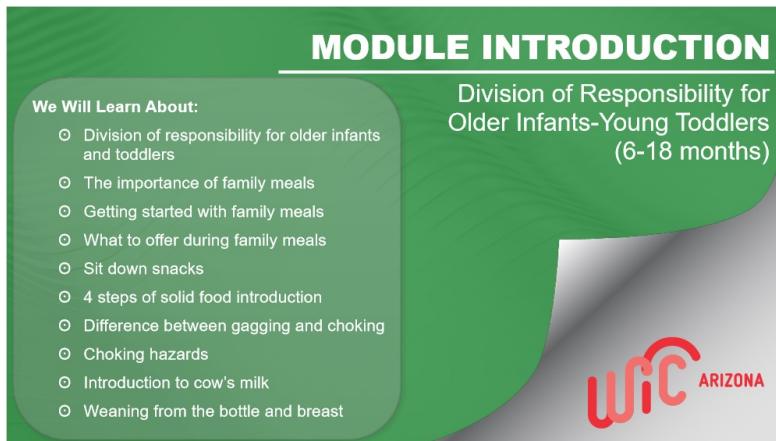 MODULE INTRODUCTION
Division of Responsibility for
Older Infants-Young Toddlers
(6-18 months)
We Will Learn About:
Division of responsibility for older infants
and toddlers
The importance of family meals
Getting started with family meals
What to offer during family meals
Sit down snacks
4 steps of solid food introduction
Difference between gagging and choking
Choking hazards
Introduction to cow's milk
Weaning from the bottle and breast
WIC ARIZONA